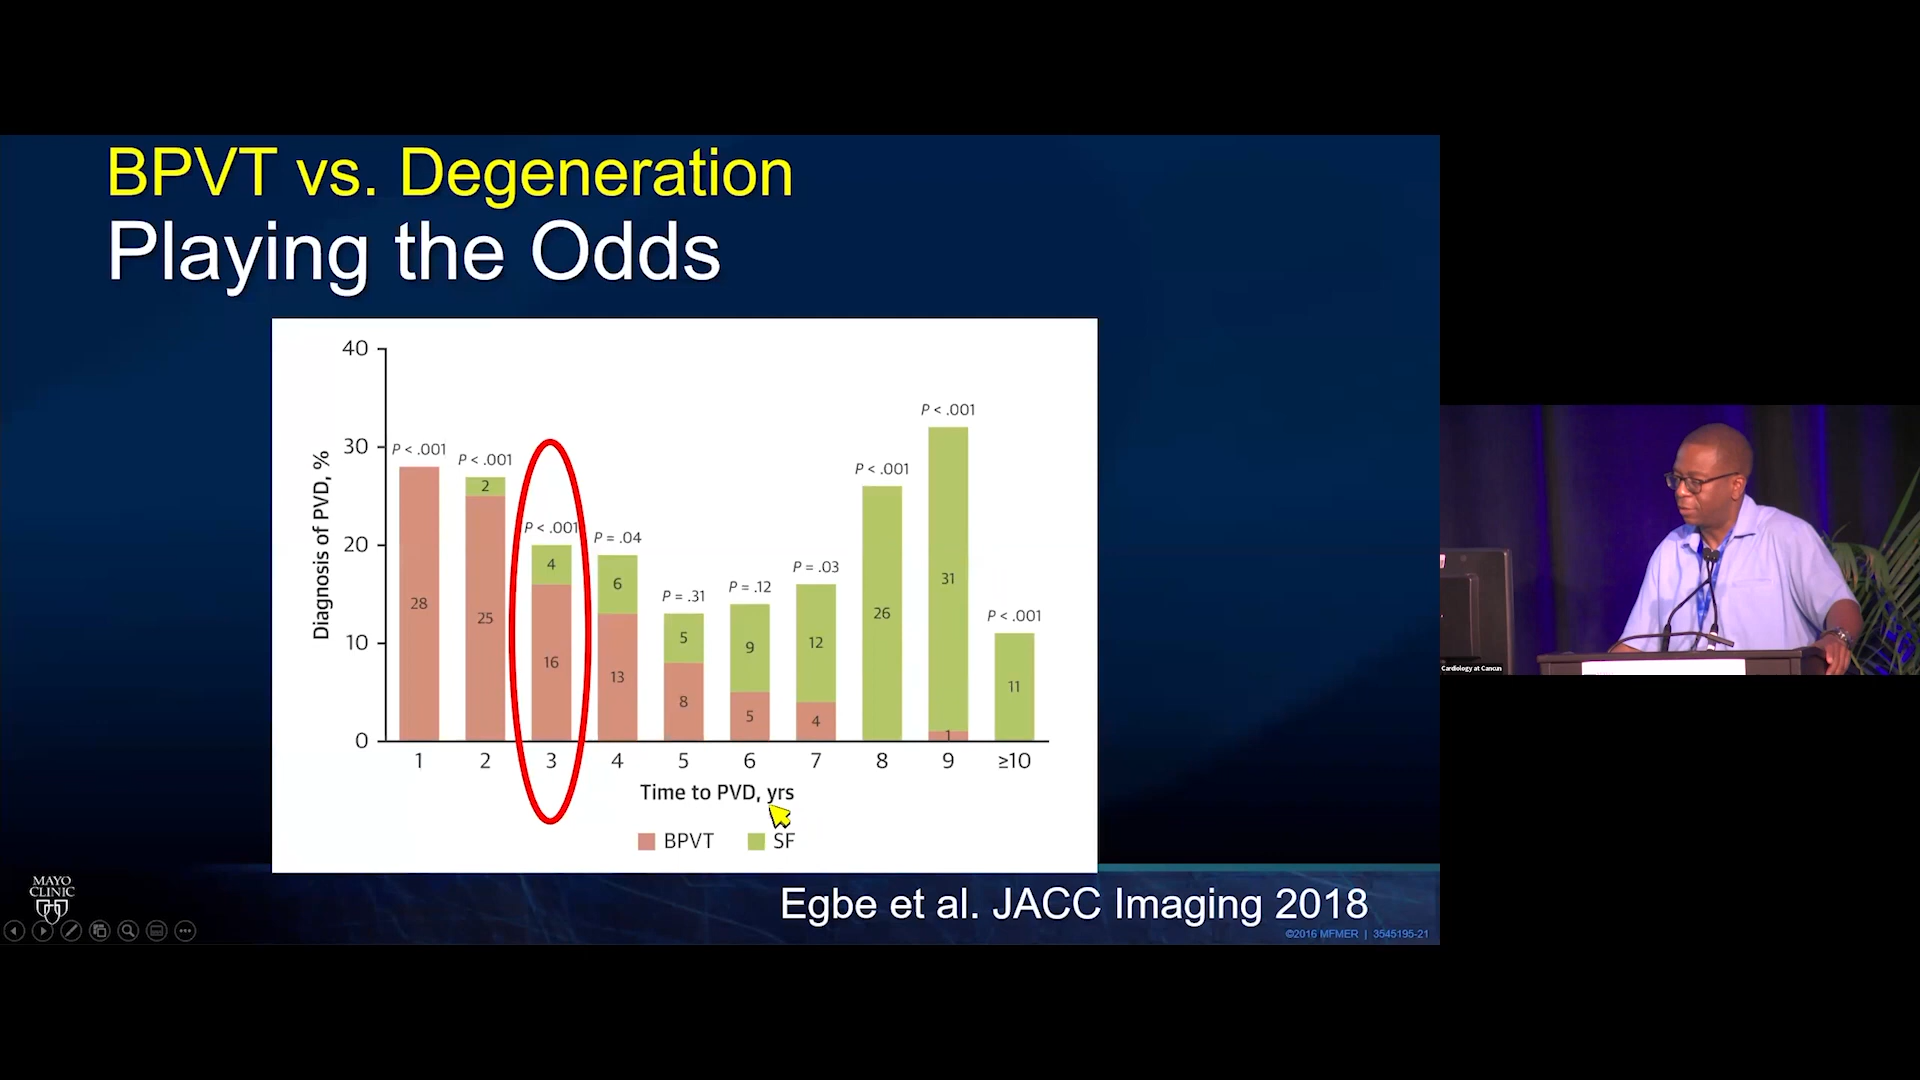 BPVT vs. Degeneration
Playing the Odds
40
30
20
10
0
Diagnosis of PVD, %
P < .001
P < .001
P < .001
P = .04
P = .31
P = .12
P = .03
P < .001
P < .001
P < .001
28
2
25
4
16
6
13
5
8
9
5
12
4
26
31
1
11
1 2 3 4 5 6 7 8 9 ≥10
Time to PVD, yrs
BPVT SF
Egbe et al. JACC Imaging 2018
MAYO
CLINIC
©2016 MFMER | 3545195-21
Cardiology at Cancun